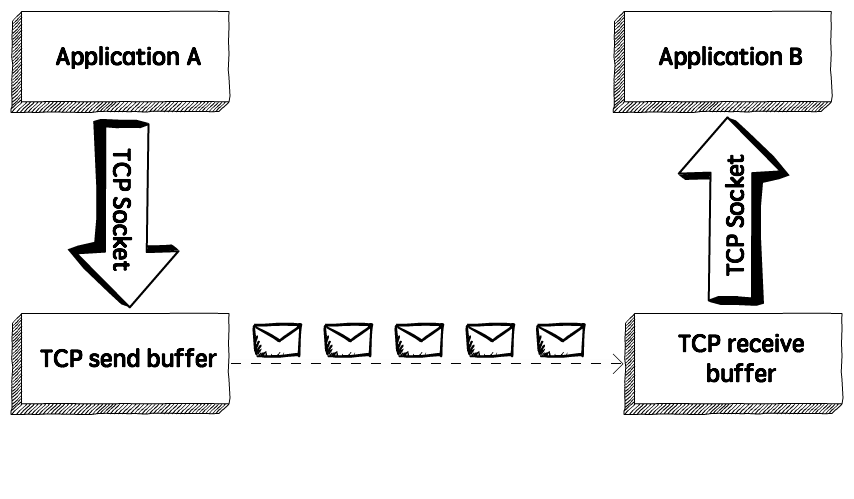 Application A
Application B
TCP Socket
TCP Socket
TCP send buffer
TCP receive
buffer